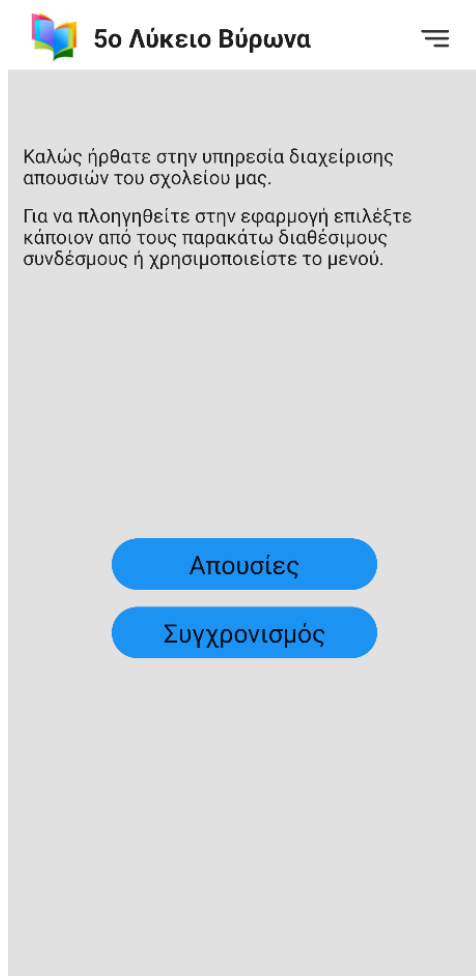 5ο Λύκειο Βύρωνα
Καλώς ήρθατε στην υπηρεσία διαχείρισης
απουσιών του σχολείου μας.
Για να πλοηγηθείτε στην εφαρμογή επιλέξτε
κάποιον από τους παρακάτω διαθέσιμους
συνδέσμους ή χρησιμοποιείστε το μενού.
Απουσίες
Συγχρονισμός